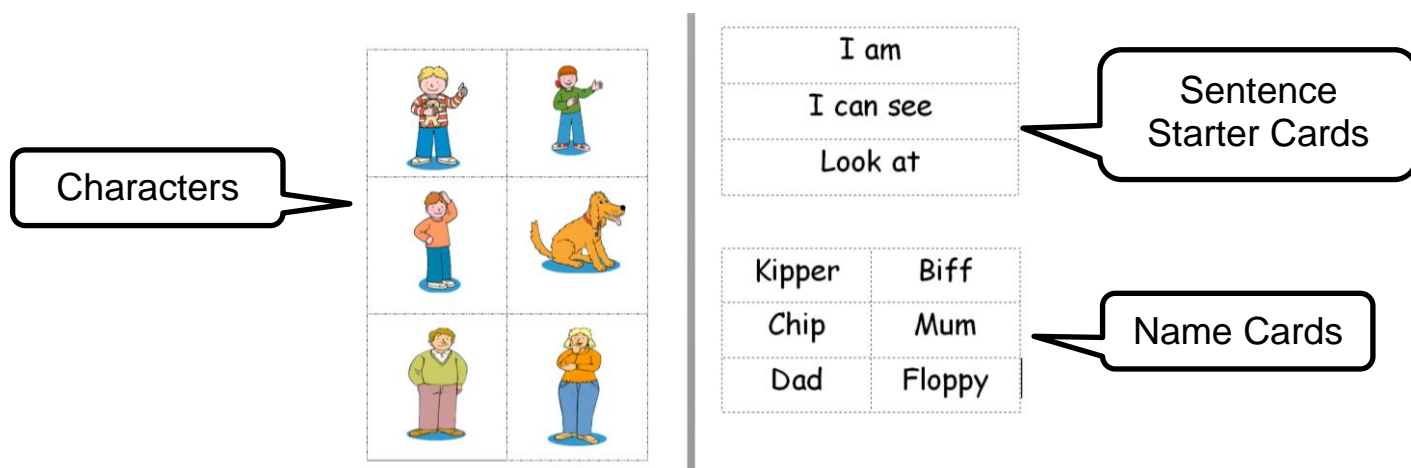 Characters
I am
I can see
Look at
Sentence
Starter Cards
Kipper Biff
Chip Mum
Dad Floppy
Name Cards